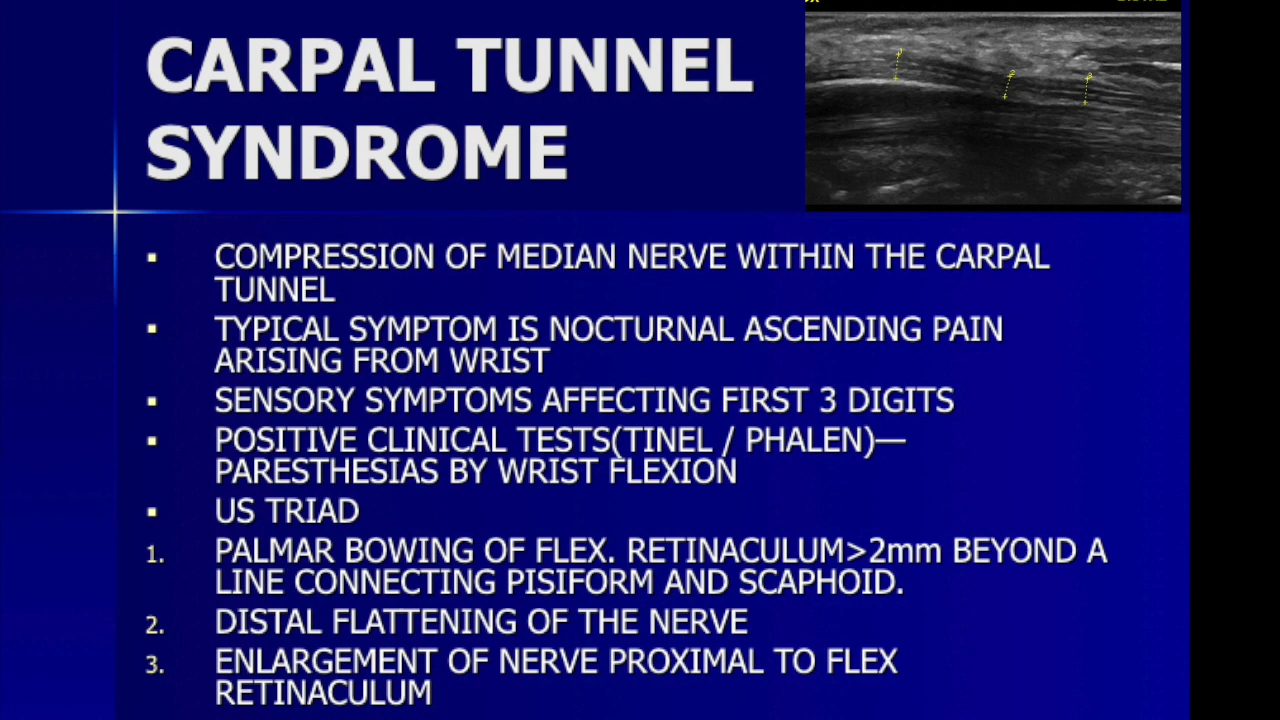 CARPAL TUNNEL
SYNDROME
▪ COMPRESSION OF MEDIAN NERVE WITHIN THE CARPAL
TUNNEL
▪ TYPICAL SYMPTOM IS NOCTURNAL ASCENDING PAIN
ARISING FROM WRIST
▪ SENSORY SYMPTOMS AFFECTING FIRST 3 DIGITS
▪ POSITIVE CLINICAL TESTS(TINEL / PHALEN)—
PARESTHESIAS BY WRIST FLEXION
▪ US TRIAD
1. PALMAR BOWING OF FLEX. RETINACULUM>2mm BEYOND A
LINE CONNECTING PISIFORM AND SCAPHOID.
2. DISTAL FLATTENING OF THE NERVE
3. ENLARGEMENT OF NERVE PROXIMAL TO FLEX
RETINACULUM